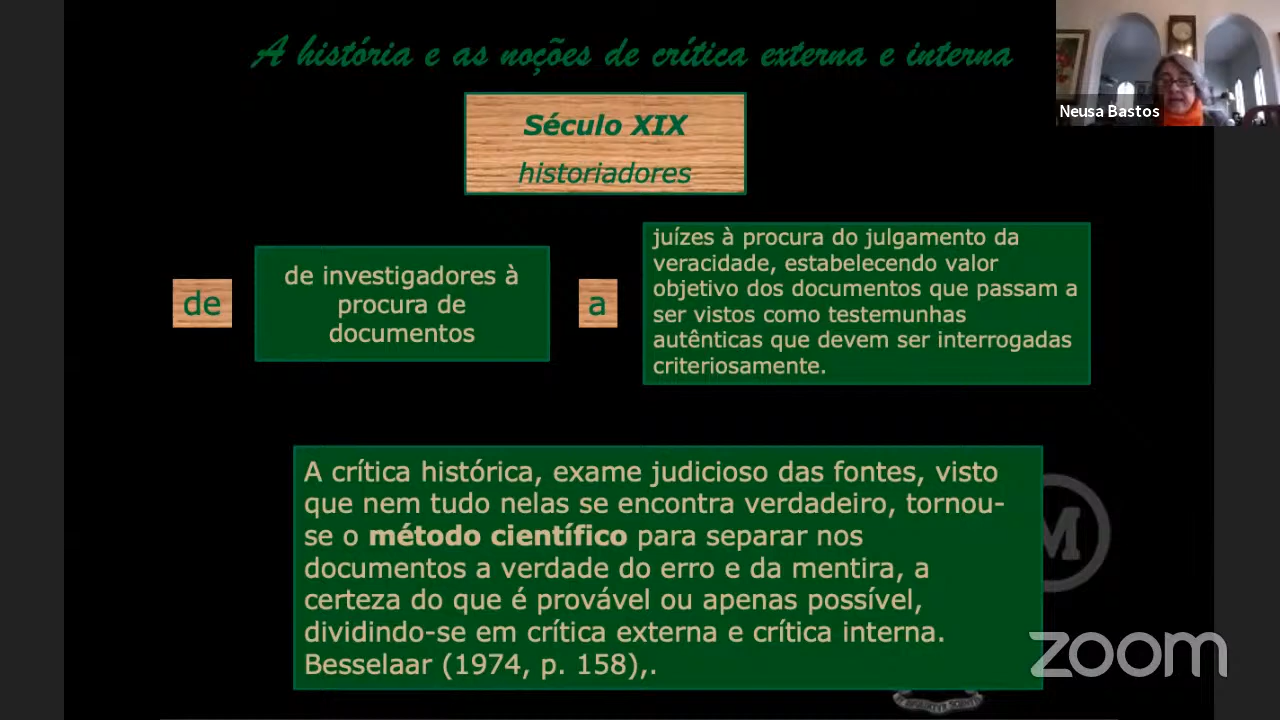 A história e as noções de crítica externa e interna
Neusa Bastos
Século XIX
historiadores
de
de investigadores à
procura de
documentos
a
juízes à procura do julgamento da
veracidade, estabelecendo valor
objetivo dos documentos que passam a
ser vistos como testemunhas
autênticas que devem ser interrogadas
criteriosamente.
A crítica histórica, exame judicioso das fontes, visto
que nem tudo nelas se encontra verdadeiro, tornou-
se o método científico para separar nos
documentos a verdade do erro e da mentira, a
certeza do que é provável ou apenas possível,
dividindo-se em crítica externa e crítica interna.
Besselaar (1974, p. 158),.
M
zoom